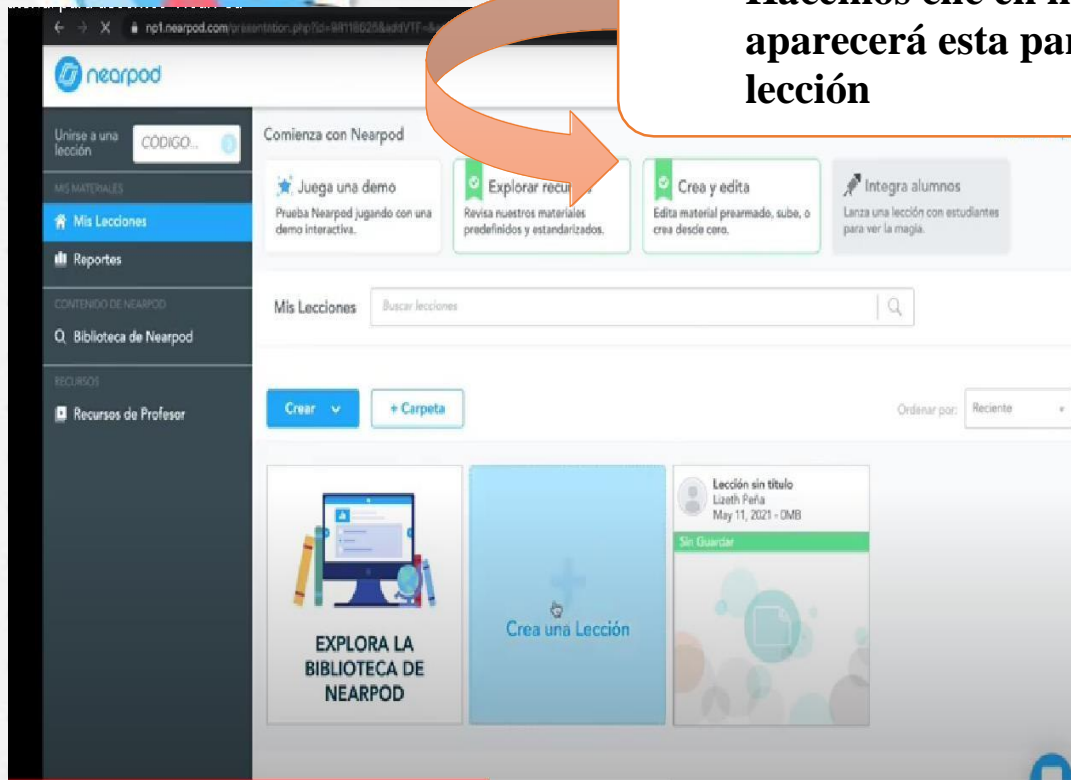 np1.nearpod.com/
aparecerá esta
lección
nearpod
Unirse a una
lección
CÓDIGO...
MIS MATERIALES
Mis Lecciones
Reportes
CONTENIDO DE NEARPOD
Biblioteca de Nearpod
RECURSOS
Recursos de Profesor
Comienza con Nearpod
Juega una demo
Prueba Nearpod jugando con una
demo interactiva.
Explorar
Revisa nuestros materiales
predefinidos y estandarizados.
Crea y edita
Edita material prearmado, sube, o
crea desde cero.
Integra alumnos
Lanza una lección con estudiantes
para ver la magia.
Mis Lecciones
Buscar lecciones
Crear
+ Carpeta
Ordenar por:
Reciente
EXPLORA LA
BIBLIOTECA DE
NEARPOD
Crea una Lección
Lección sin título
Lizeth Peña
May 11, 2021 - 0MB
Sin Guardar